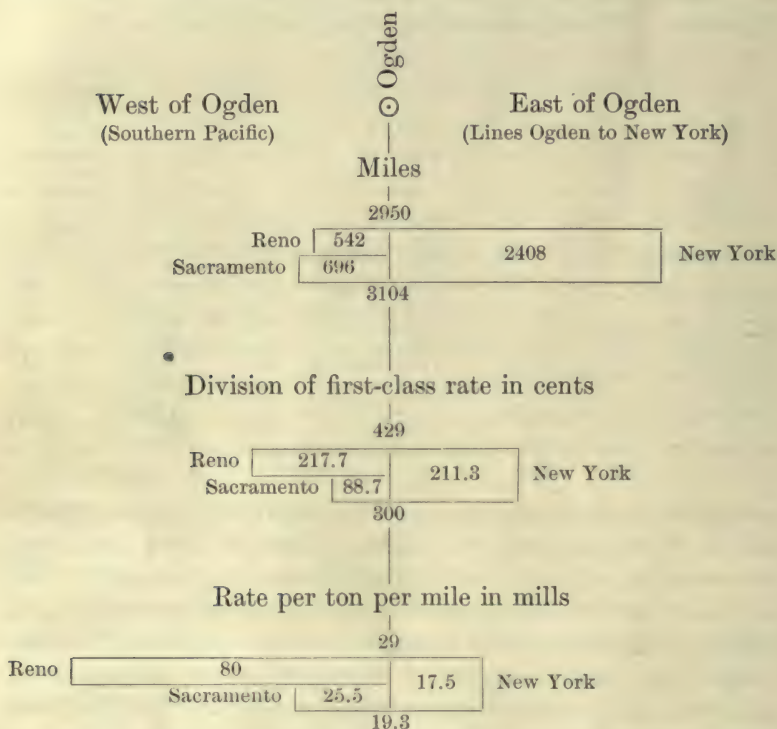 Ogden
West of Ogden East of Ogden
(Southern Pacific) (Lines Ogden to New York)
Miles
2950
Reno 542 2408 New York
Sacramento 696
3104
Division of first-class rate in cents
429
Reno 217.7 211.3 New York
Sacramento 88.7
300
Rate per ton per mile in mills
29
Reno 80 17.5 New York
Sacramento 25.5
19.3